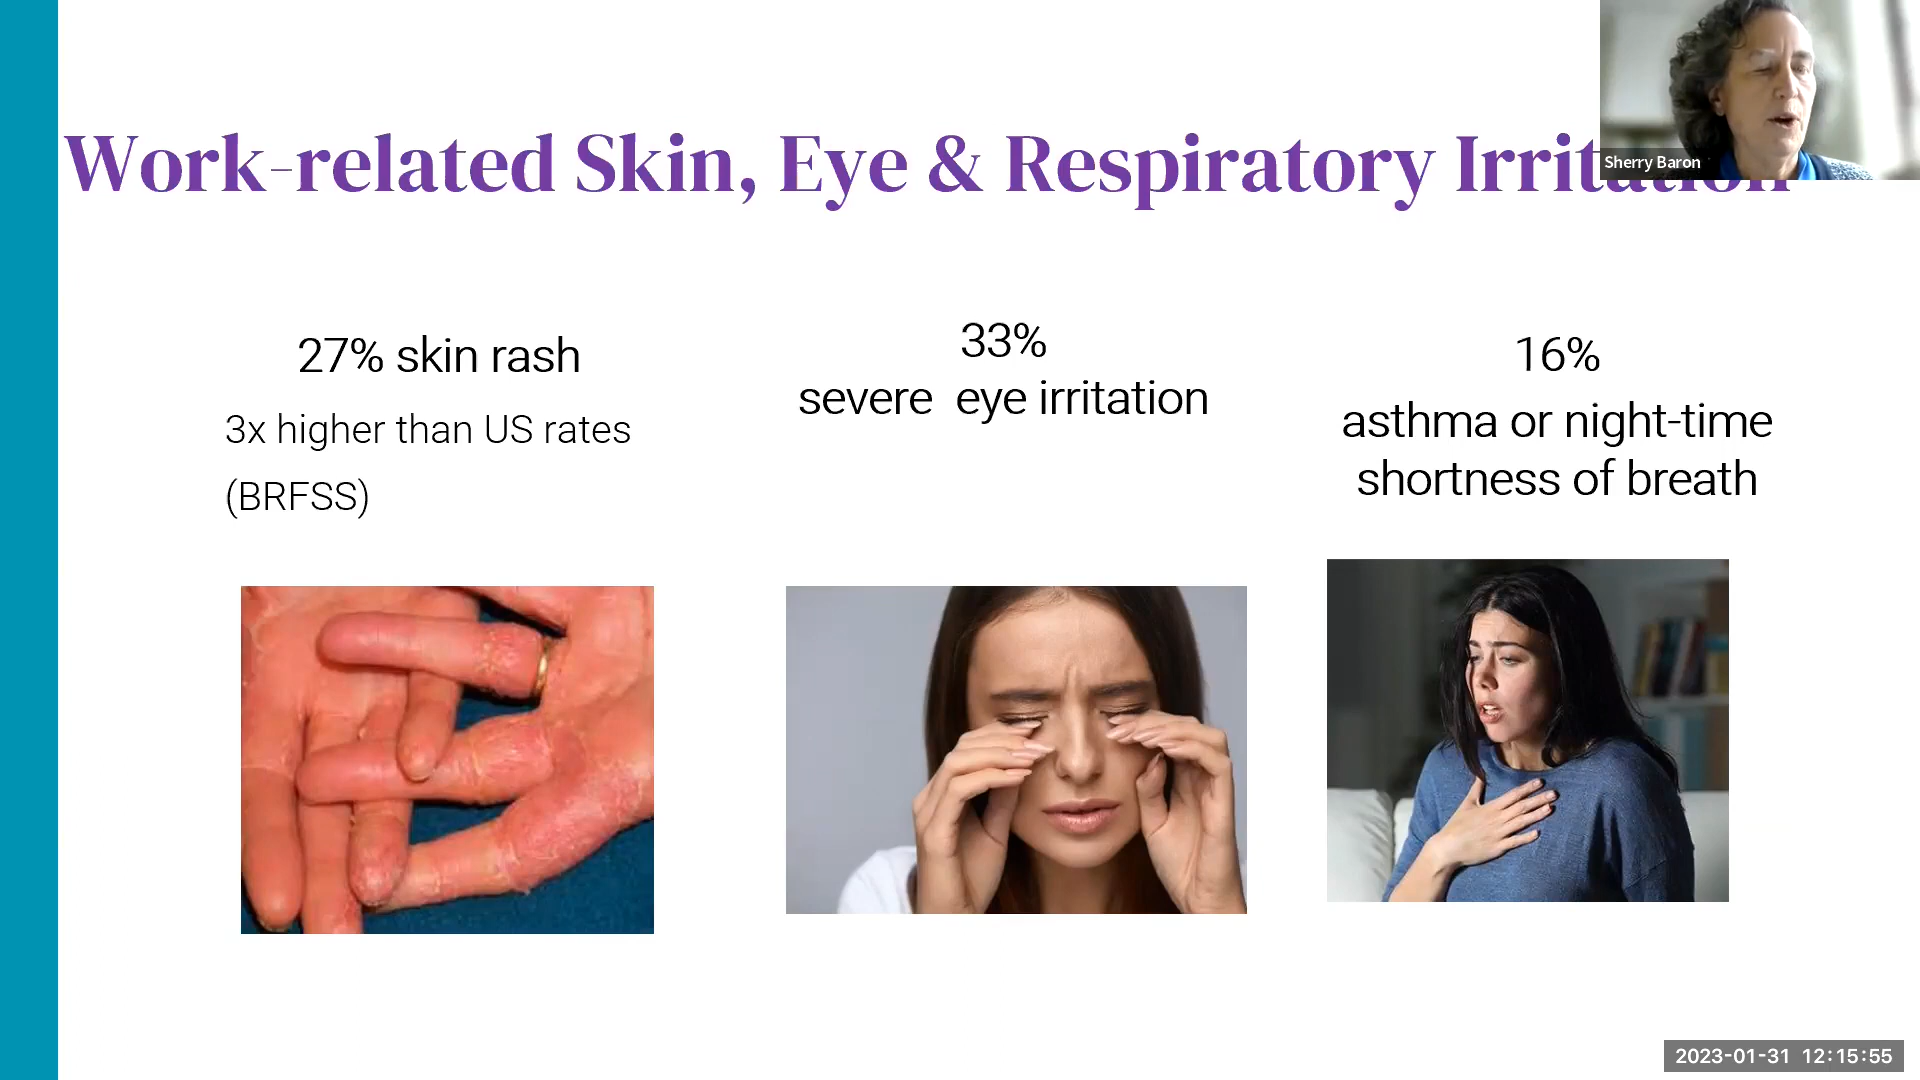 Work-related Skin, Eye & Respiratory Irritation
Sherry Baron
27% skin rash
3x higher than US rates
(BRFSS)
33%
severe eye irritation
16%
asthma or night-time
shortness of breath
2023-01-31 12:15:55